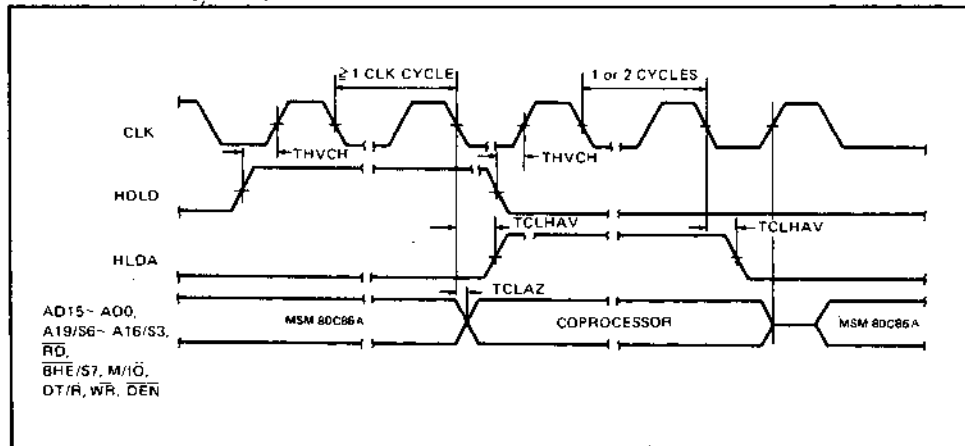 ≧ 1 CLK CYCLE
1 or 2 CYCLES
CLK
THVCH
THVCH
HOLD
TCLHAV
TCLHAV
HLDA
TCLAZ
AD15~ AD0,
A19/S6~ A16/S3,
RD,
BHE/S7, M/IO,
DT/R, WR, DEN
MSM 80C86A
COPROCESSOR
MSM 80C86A